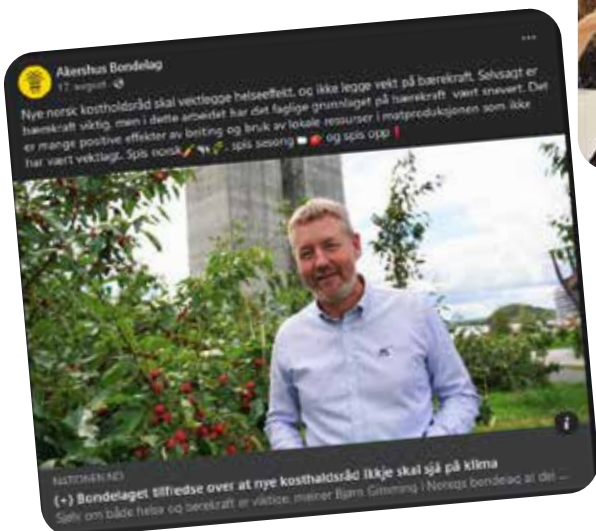 Akershus Bondelag
17. august
Nye norsk kostholdsråd skal vektlegge helseeffekt, og ikke legge vekt på bærekraft. Selvsagt er
bærekraft viktig, men i dette arbeidet har det faglige grunnlaget på bærekraft vært snevert. Det
er mange positive effekter av beiting og bruk av lokale ressurser i matproduksjonen som ikke
har vært vektlagt. Spis norsk🥕🐄🌾, spis sesong 🍓 og spis opp❗
NATIONEN.NO
(+) Bondelaget tilfredse over at nye kosthaldsråd ikkje skal sjå på klima
Sjølv om både helse og berekraft er viktige, meiner Bjørn Gimming i Noregs bondelag at dei ...